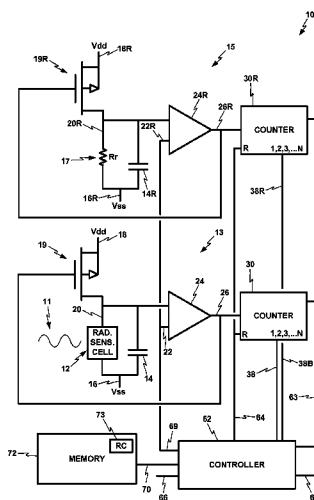 10
Vdd
18R
19R
15
24R
30R
20R
22R
26R
COUNTER
R 1,2,3,...N
17
Rr
14R
16R
Vss
38R
Vdd
18
13
19
24
30
11
20
26
COUNTER
R 1,2,3,...N
RAD.
SENS.
CELL
12
22
14
16
Vss
38
38B
63
73
62
64
69
RC
72
MEMORY
CONTROLLER
70
66